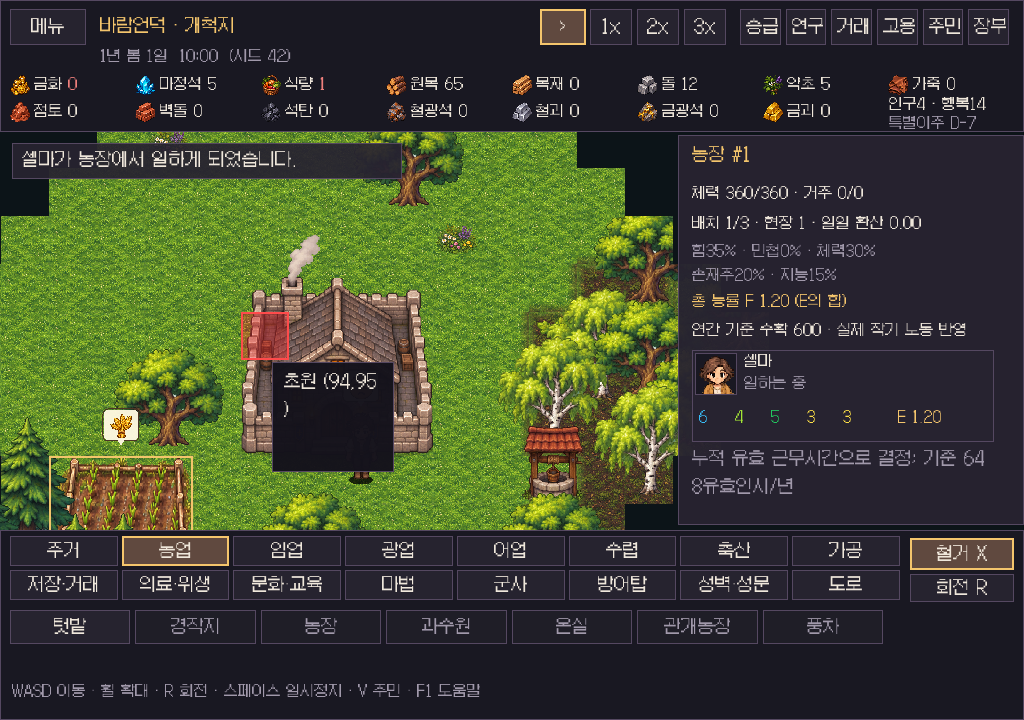 메뉴
바람언덕 · 개척지
1년 봄 1일 10:00 (시드 42)
> 1x 2x 3x 승급 연구 거래 고용 주민 장부
금화 0 마정석 5 식량 1 원목 65 목재 0 돌 12 약초 5 가죽 0
점토 0 벽돌 0 석탄 0 철광석 0 철괴 0 금광석 0 금괴 0
인구4 · 행복14
특별이주 D-7
셀마가 농장에서 일하게 되었습니다.
초원 (94,95
)
농장 #1
체력 360/360 · 거주 0/0
배치 1/3 · 현장 1 · 일일 환산 0.00
힘35% · 민첩0% · 체력30%
손재주20% · 지능15%
총 능률 F 1.20 (E의 합)
연간 기준 수확 600 · 실제 작기 노동 반영
셀마
일하는 중
6 4 5 3 3 E 1.20
누적 유효 근무시간으로 결정: 기준 64
8유효인시/년
주거 농업 임업 광업 어업 수렵 축산 가공 철거 X
저장·거래 의료·위생 문화·교육 마법 군사 방어탑 성벽·성문 도로 회전 R
텃밭 경작지 농장 과수원 온실 관개농장 풍차
WASD 이동 · 휠 확대 · R 회전 · 스페이스 일시정지 · V 주민 · F1 도움말